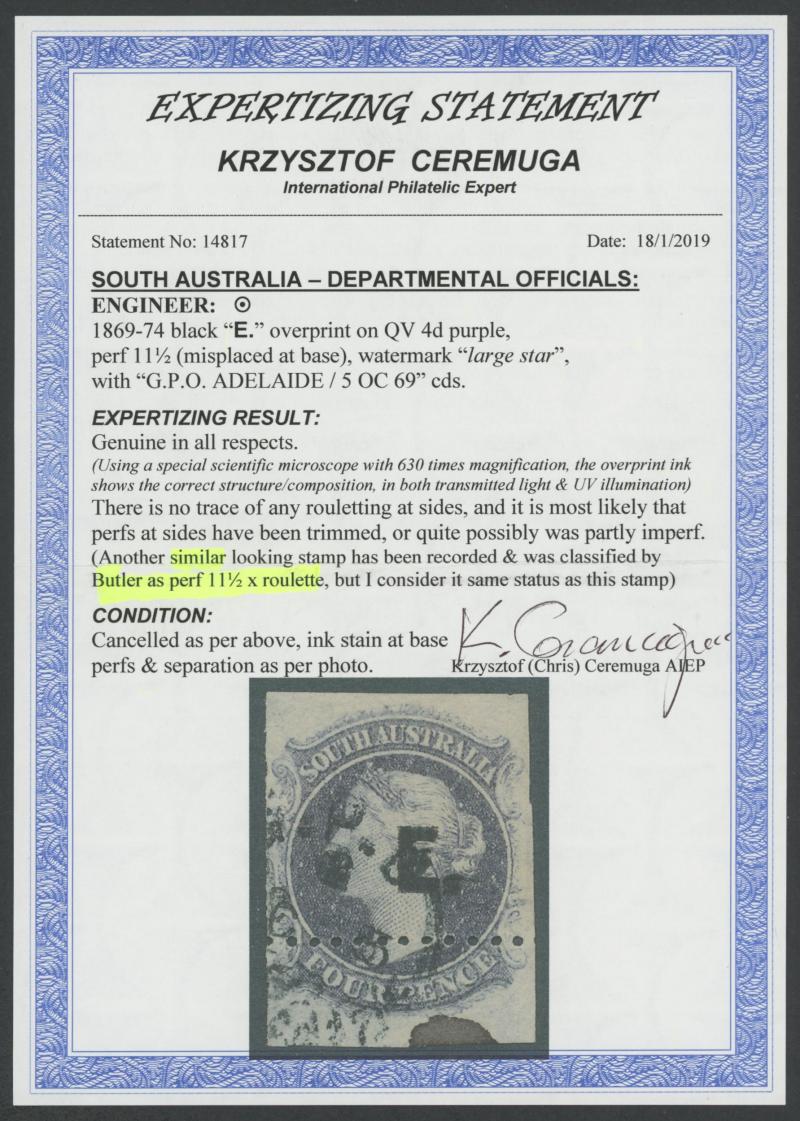 EXPERTIZING STATEMENT
KRZYSZTOF CEREMUGA
International Philatelic Expert
Statement No: 14817 Date: 18/1/2019
SOUTH AUSTRALIA – DEPARTMENTAL OFFICIALS:
ENGINEER: ⊙
1869-74 black “E.” overprint on QV 4d purple,
perf 11½ (misplaced at base), watermark “large star”,
with “G.P.O. ADELAIDE / 5 OC 69” cds.
EXPERTIZING RESULT:
Genuine in all respects.
(Using a special scientific microscope with 630 times magnification, the overprint ink
shows the correct structure/composition, in both transmitted light & UV illumination)
There is no trace of any rouletting at sides, and it is most likely that
perfs at sides have been trimmed, or quite possibly was partly imperf.
(Another similar looking stamp has been recorded & was classified by
Butler as perf 11½ x roulette, but I consider it same status as this stamp)
CONDITION:
Cancelled as per above, ink stain at base
perfs & separation as per photo.
K. Ceremuga
Krzysztof (Chris) Ceremuga AIEP
SOUTH AUSTRALIA
E.
FOUR PENCE